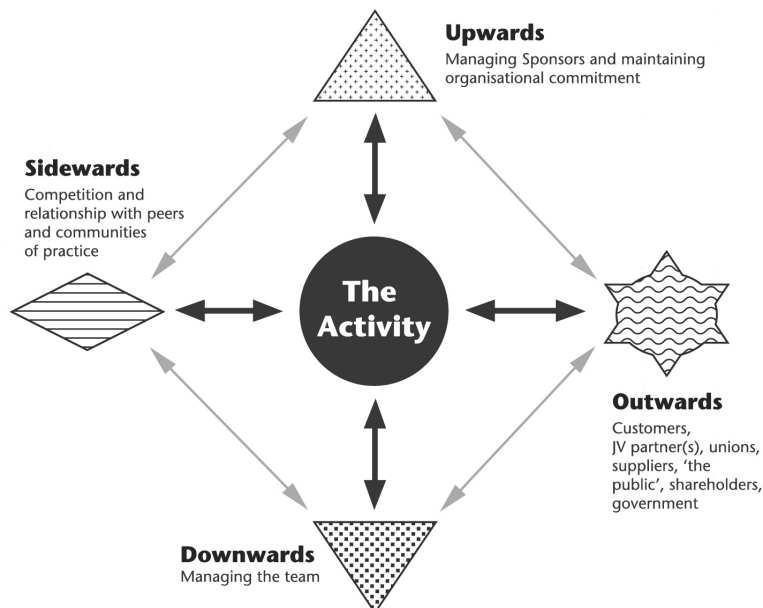 Upwards
Managing Sponsors and maintaining
organisational commitment
Sidewards
Competition and
relationship with peers
and communities
of practice
The
Activity
Outwards
Customers,
JV partner(s), unions,
suppliers, ‘the
public’, shareholders,
government
Downwards
Managing the team